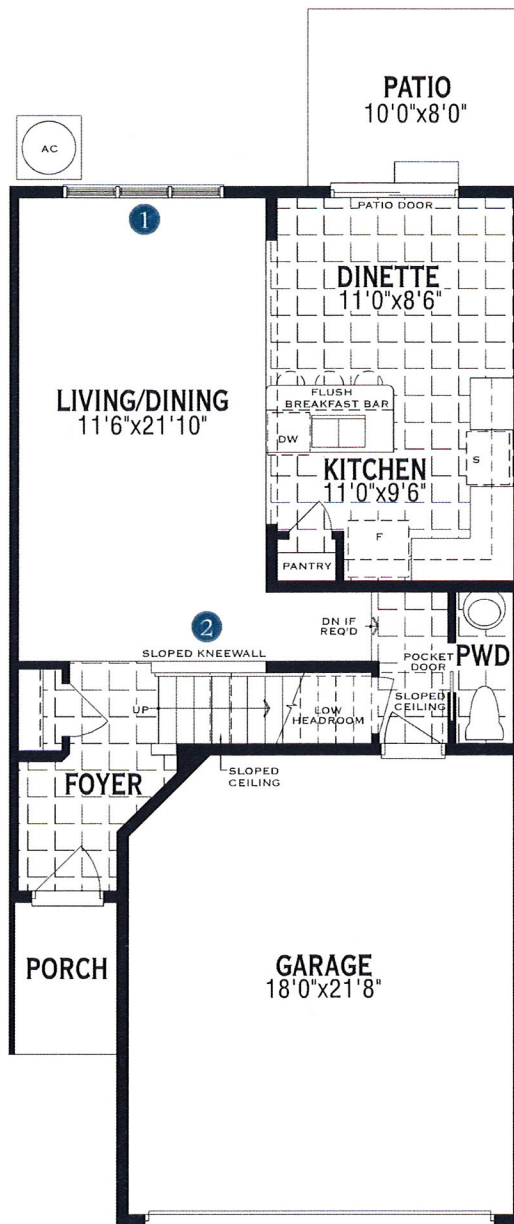 PATIO
10'0"x8'0"
AC
PATIO DOOR
1
DINETTE
11'0"x8'6"
LIVING/DINING
11'6"x21'10"
FLUSH
BREAKFAST BAR
DW
KITCHEN
11'0"x9'6"
S
F
PANTRY
2
SLOPED KNEEWALL
DN IF
REQ'D
POCKET
DOOR
PWD
UP
LOW
HEADROOM
SLOPED
CEILING
SLOPED
CEILING
FOYER
PORCH
GARAGE
18'0"x21'8"